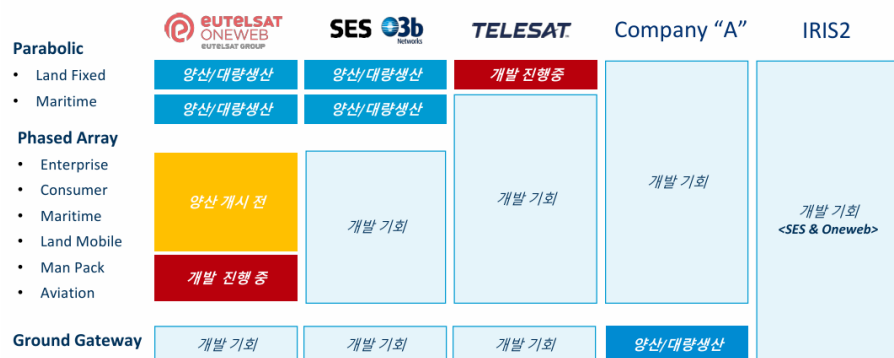 EUTELSAT
ONEWEB
EUTELSAT GROUP
SES O3b
Networks
TELESAT
Company “A”
IRIS2
Parabolic
• Land Fixed
양산/대량생산
양산/대량생산
개발 진행중
• Maritime
양산/대량생산
양산/대량생산
Phased Array
• Enterprise
• Consumer
• Maritime
• Land Mobile
• Man Pack
• Aviation
양산 개시 전
개발 진행 중
개발 기회
개발 기회
개발 기회
개발 기회
<SES & Oneweb>
Ground Gateway
개발 기회
개발 기회
개발 기회
양산/대량생산